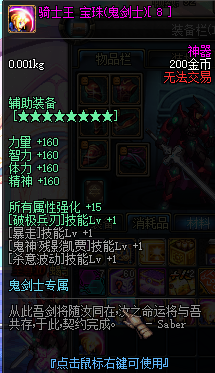 骑士王 宝珠(鬼剑士)[ 8 ]
神器
0.001kg
200金币
无法交易
辅助装备
[★★★★★★★★]
力量 +160
智力 +160
体力 +160
精神 +160
所有属性强化 +15
[破极兵刃]技能Lv +1
[暴走]技能Lv +1
[鬼神残影凯贾]技能Lv +1
[杀意波动]技能Lv +1
鬼剑士专属
从此吾剑将随汝同在汝之命运将与吾
共存,于此,契约完成。 — Saber
『点击鼠标右键可使用』
物品栏
装备栏
消耗品